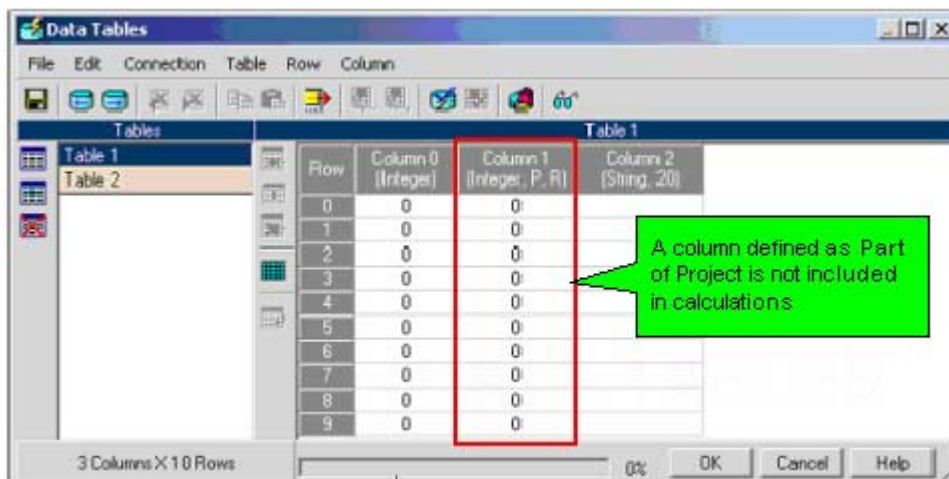 Data Tables
File Edit Connection Table Row Column
Tables
Table 1
Table 1
Table 2
Row
Column 0
(Integer)
Column 1
(Integer, P, R)
Column 2
(String, 20)
0 0 0
1 0 0
2 0 0
3 0 0
4 0 0
5 0 0
6 0 0
7 0 0
8 0 0
9 0 0
A column defined as Part
of Project is not included
in calculations
3 Columns X 10 Rows
0%
OK
Cancel
Help